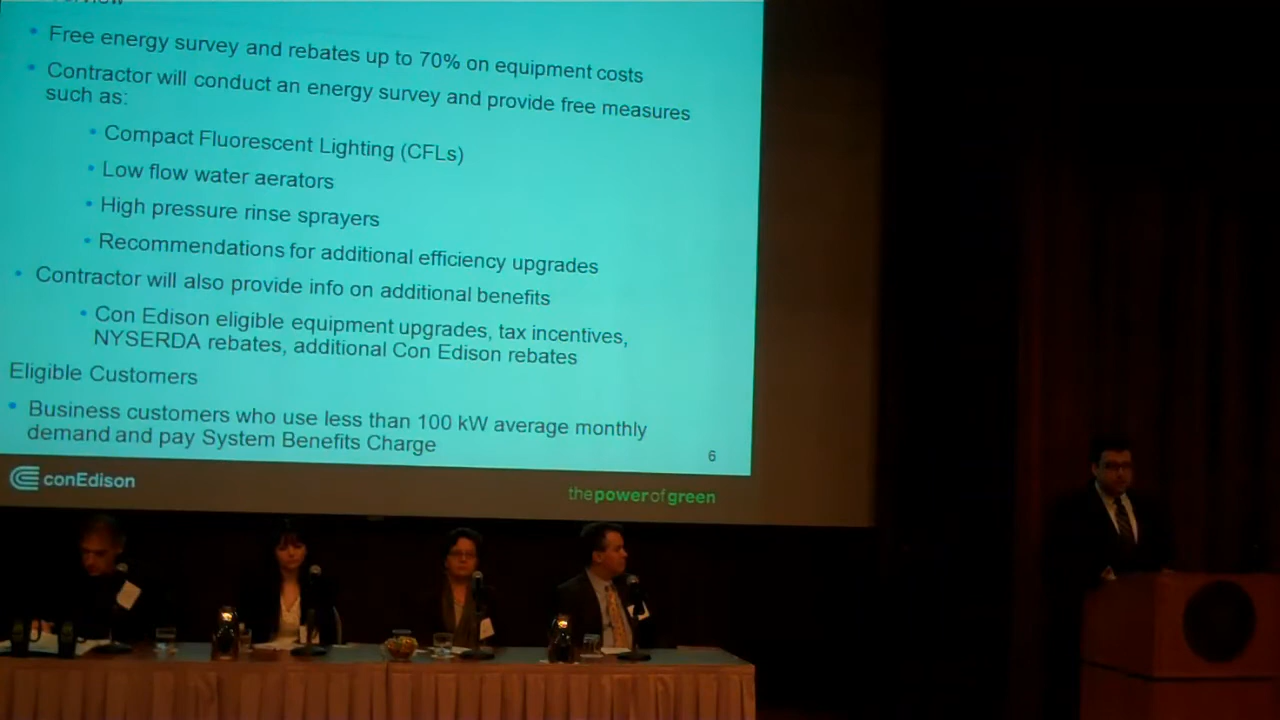 Free energy survey and rebates up to 70% on equipment costs
Contractor will conduct an energy survey and provide free measures
such as:
Compact Fluorescent Lighting (CFLs)
Low flow water aerators
High pressure rinse sprayers
Recommendations for additional efficiency upgrades
Contractor will also provide info on additional benefits
Con Edison eligible equipment upgrades, tax incentives,
NYSERDA rebates, additional Con Edison rebates
Eligible Customers
Business customers who use less than 100 kW average monthly
demand and pay System Benefits Charge
6
conEdison
thepowerofgreen